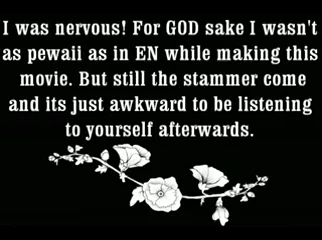 I was nervous! For GOD sake I wasn't
as pewaii as in EN while making this
movie. But still the stammer come
and its just awkward to be listening
to yourself afterwards.